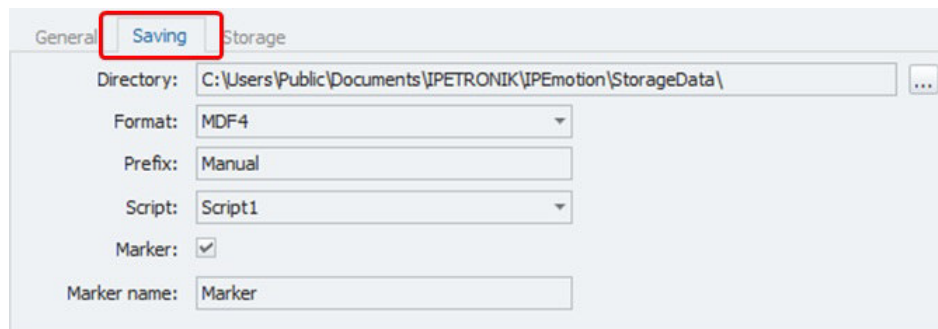 General Saving Storage
Directory: C:\Users\Public\Documents\IPETRONIK\IPEmotion\StorageData\ ...
Format: MDF4
Prefix: Manual
Script: Script1
Marker:
Marker name: Marker